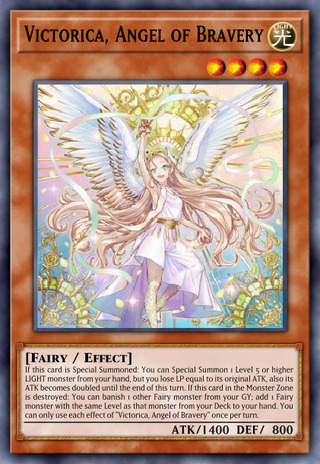 Victorica, Angel of Bravery
LIGHT
光
[Fairy / Effect]
If this card is Special Summoned: You can Special Summon 1 Level 5 or higher
LIGHT monster from your hand, but you lose LP equal to its original ATK, also its
ATK becomes doubled until the end of this turn. If this card in the Monster Zone
is destroyed: You can banish 1 other Fairy monster from your GY; add 1 Fairy
monster with the same Level as that monster from your Deck to your hand. You
can only use each effect of "Victorica, Angel of Bravery" once per turn.
ATK/1400 DEF/ 800